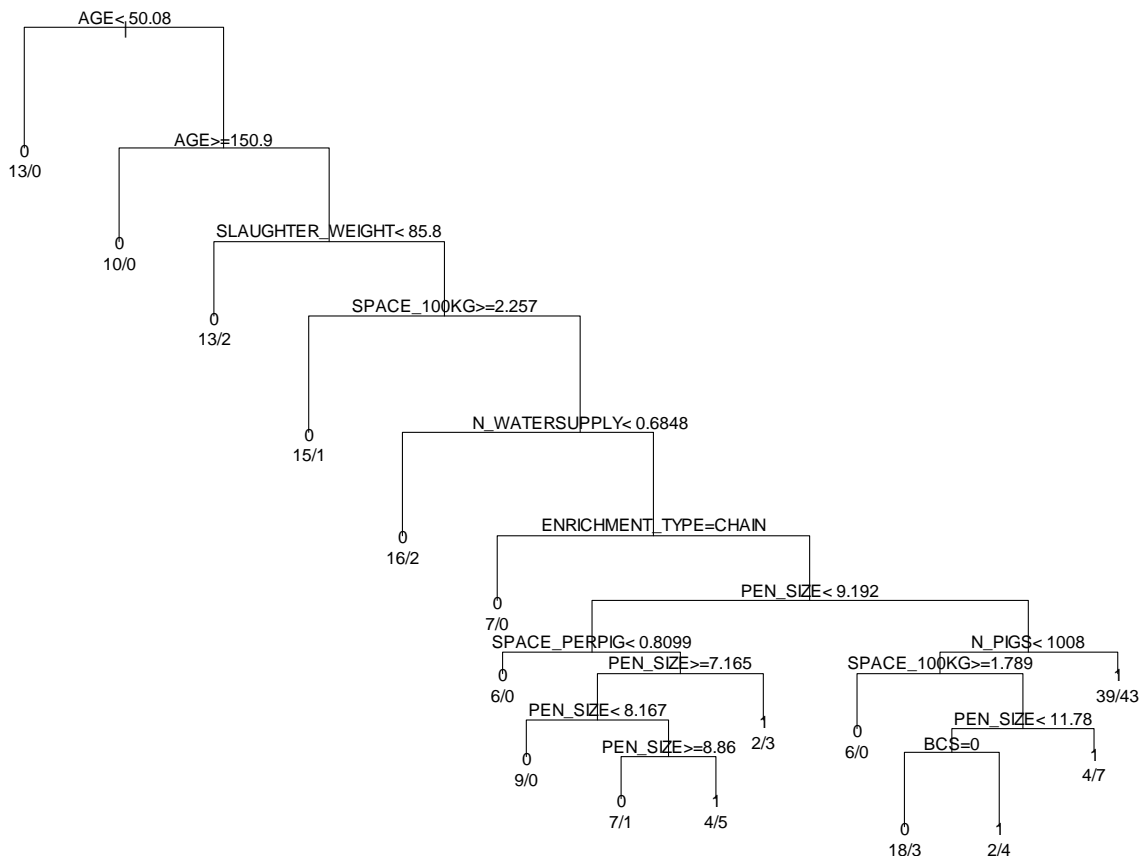 AGE< 50.08
0
13/0
AGE>=150.9
0
10/0
SLAUGHTER_WEIGHT< 85.8
0
13/2
SPACE_100KG>=2.257
0
15/1
N_WATERSUPPLY< 0.6848
0
16/2
ENRICHMENT_TYPE=CHAIN
0
7/0
PEN_SIZE< 9.192
SPACE_PERPIG< 0.8099
0
6/0
PEN_SIZE>=7.165
PEN_SIZE< 8.167
0
9/0
PEN_SIZE>=8.86
0
7/1
1
4/5
1
2/3
N_PIGS< 1008
SPACE_100KG>=1.789
0
6/0
PEN_SIZE< 11.78
BCS=0
0
18/3
1
2/4
1
4/7
1
39/43